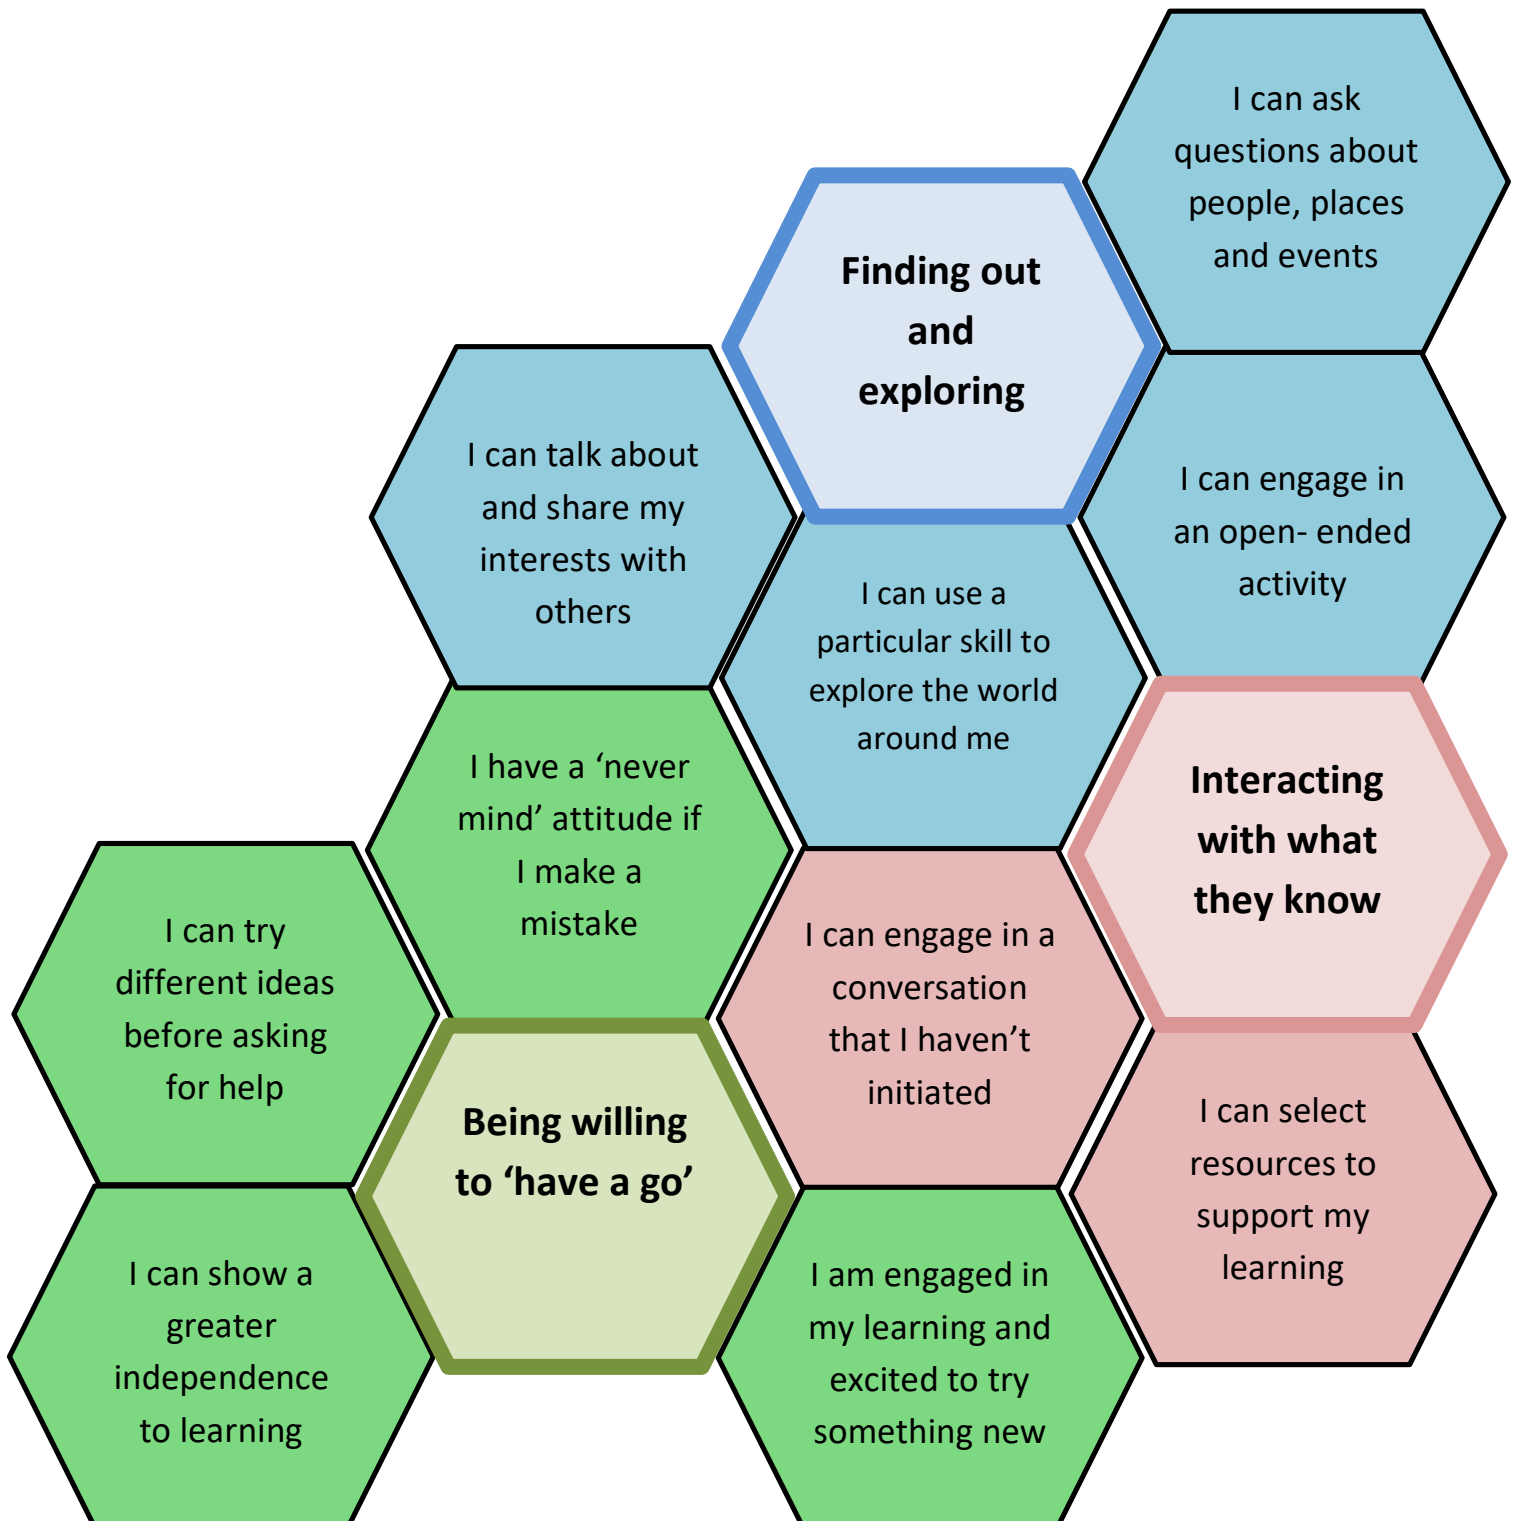 I can ask
questions about
people, places
and events
Finding out
and
exploring
I can talk about
and share my
interests with
others
I can engage in
an open- ended
activity
I can use a
particular skill to
explore the world
around me
I have a ‘never
mind’ attitude if
I make a
mistake
Interacting
with what
they know
I can try
different ideas
before asking
for help
I can engage in a
conversation
that I haven’t
initiated
Being willing
to ‘have a go’
I can select
resources to
support my
learning
I can show a
greater
independence
to learning
I am engaged in
my learning and
excited to try
something new